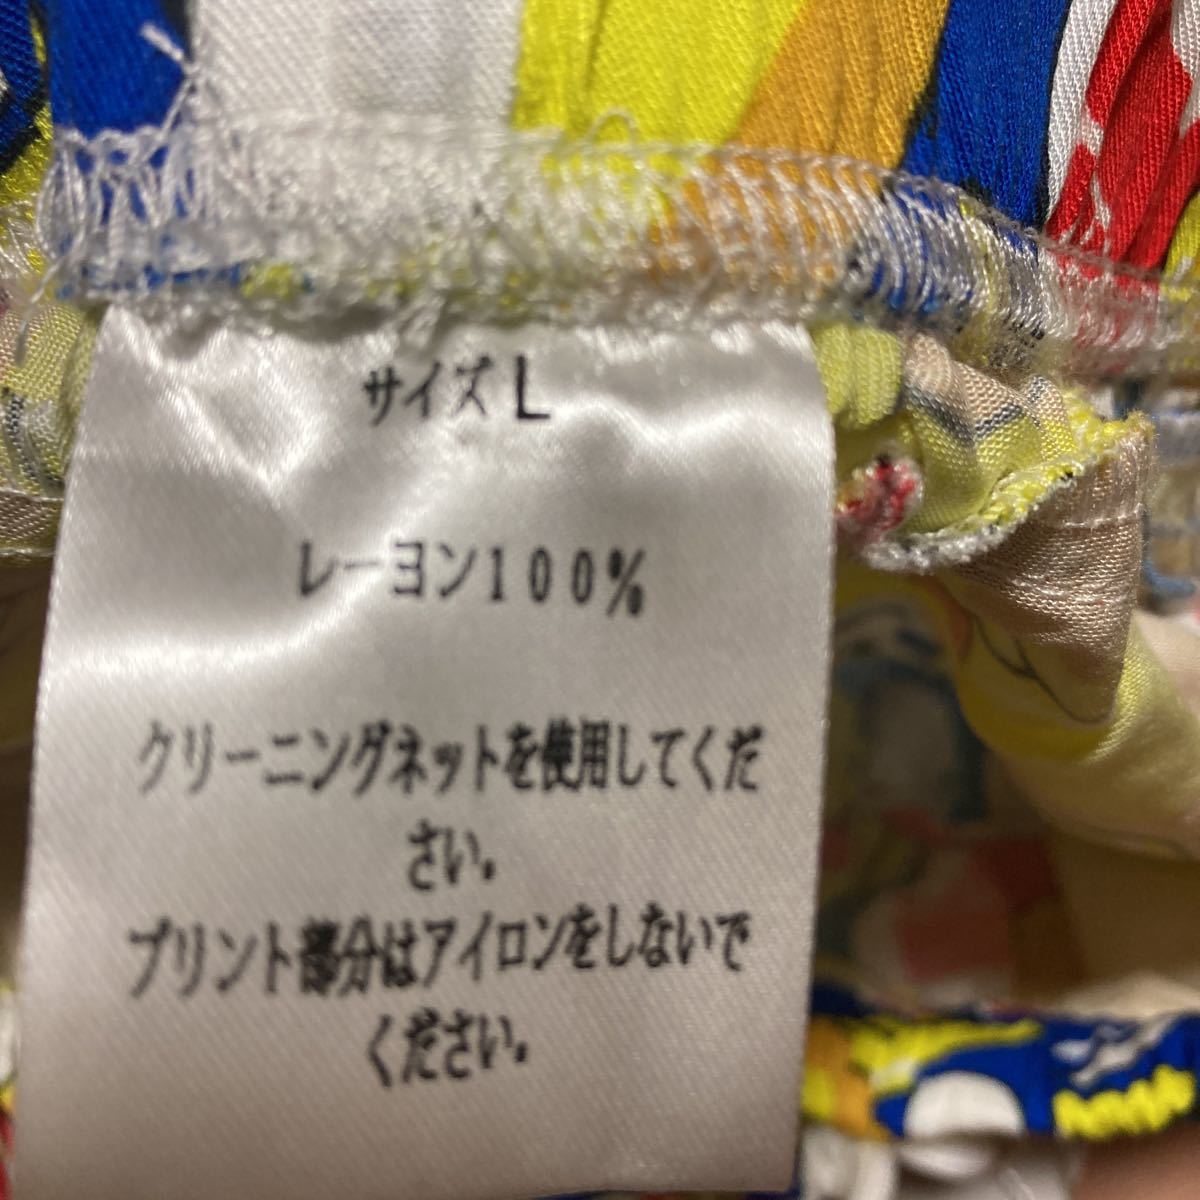 サイズ L
レーヨン100%
クリーニングネットを使用してくだ
さい。
プリント部分はアイロンをしないで
ください。